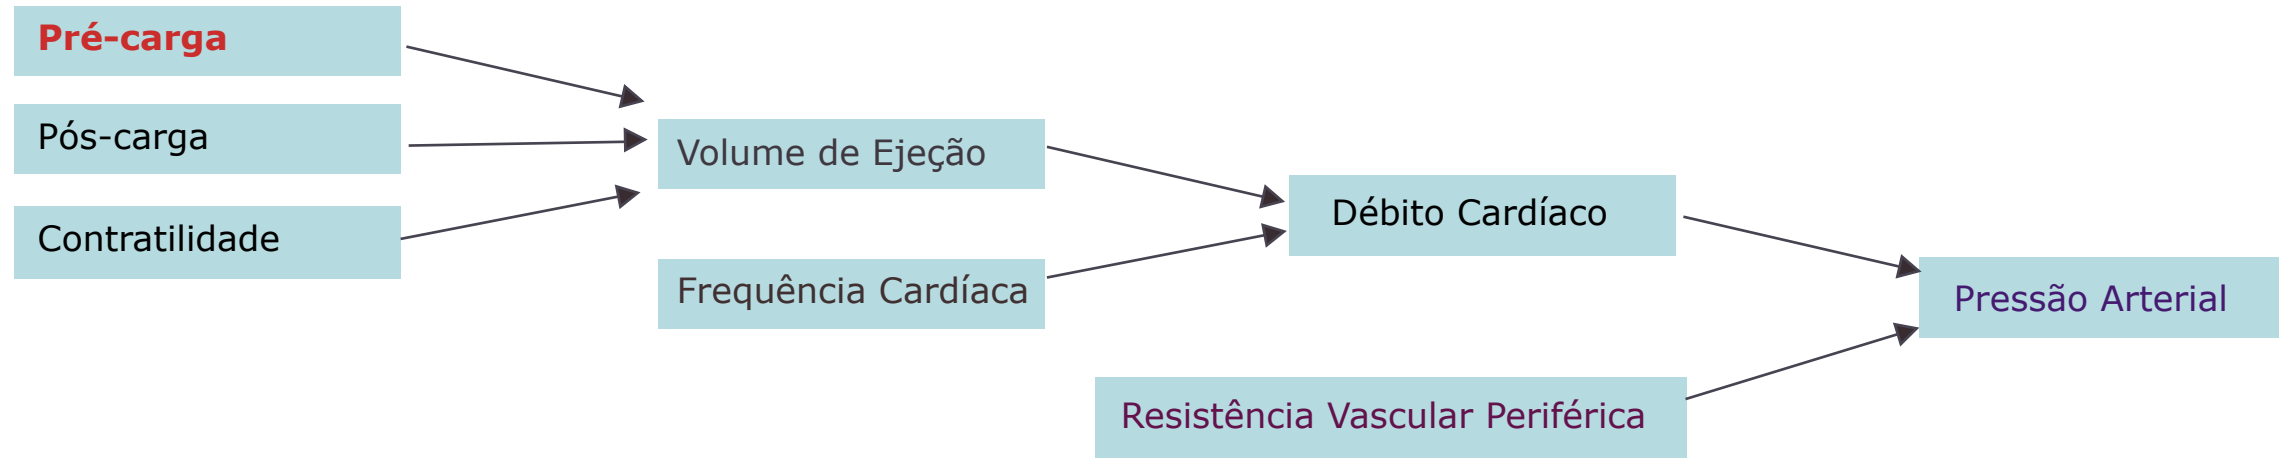 Pré-carga
Pós-carga
Contratilidade
Volume de Ejeção
Frequência Cardíaca
Débito Cardíaco
Resistência Vascular Periférica
Pressão Arterial